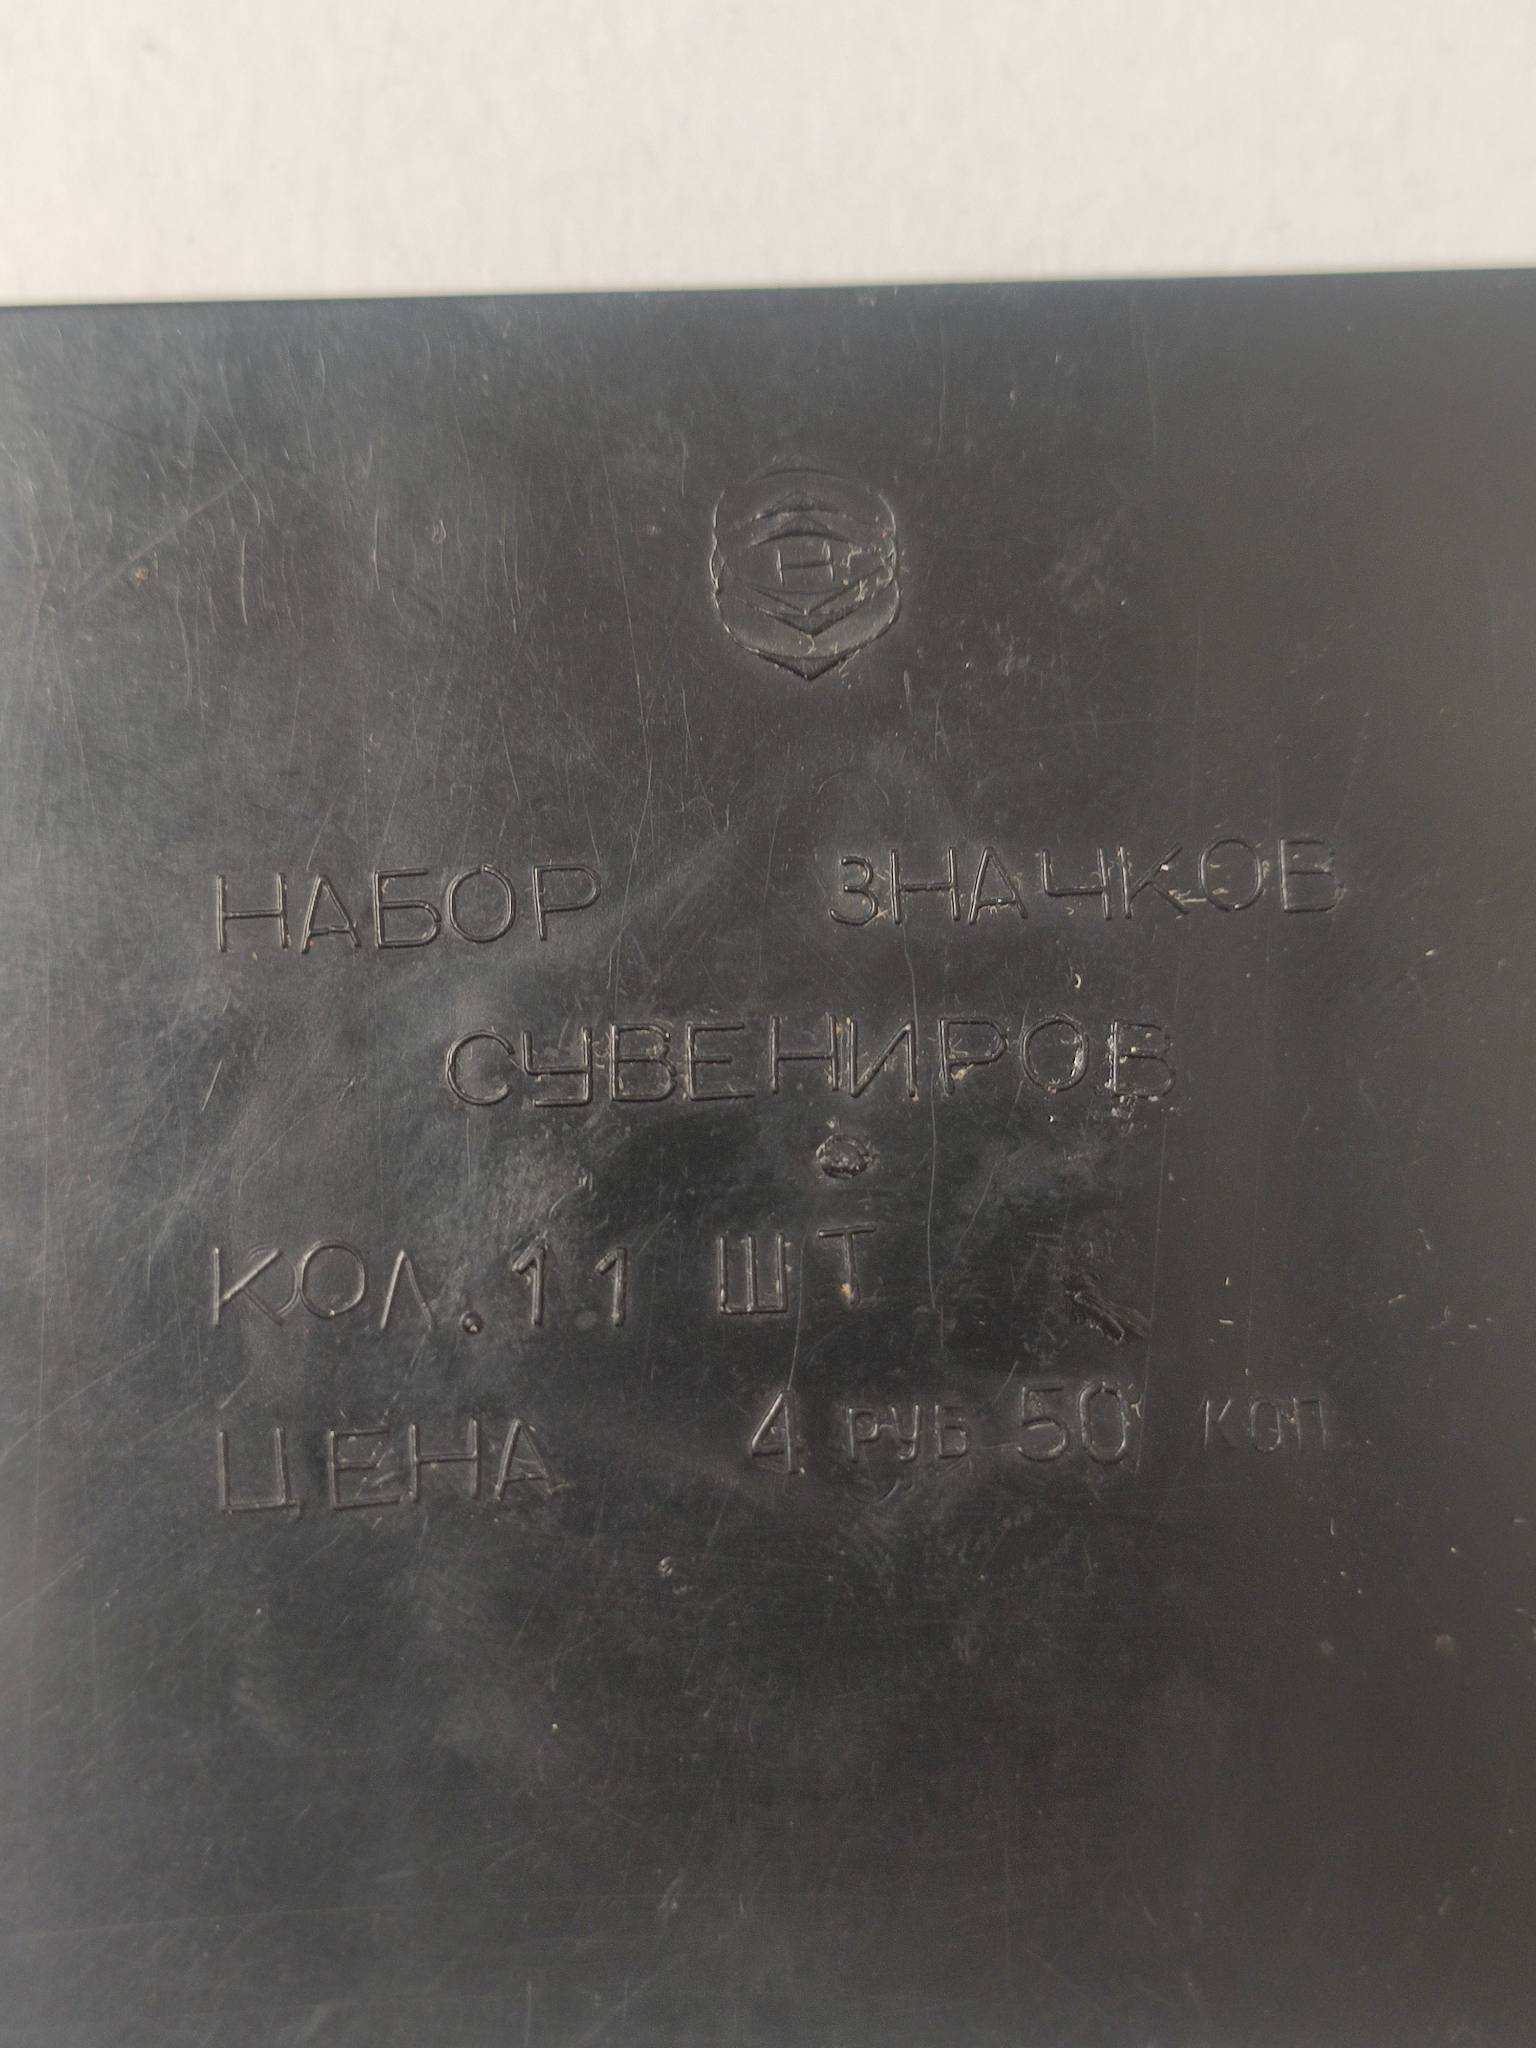 Н
НАБОР ЗНАЧКОВ
СУВЕНИРОВ
КОЛ. 11 ШТ
ЦЕНА 4 РУБ 50 КОП